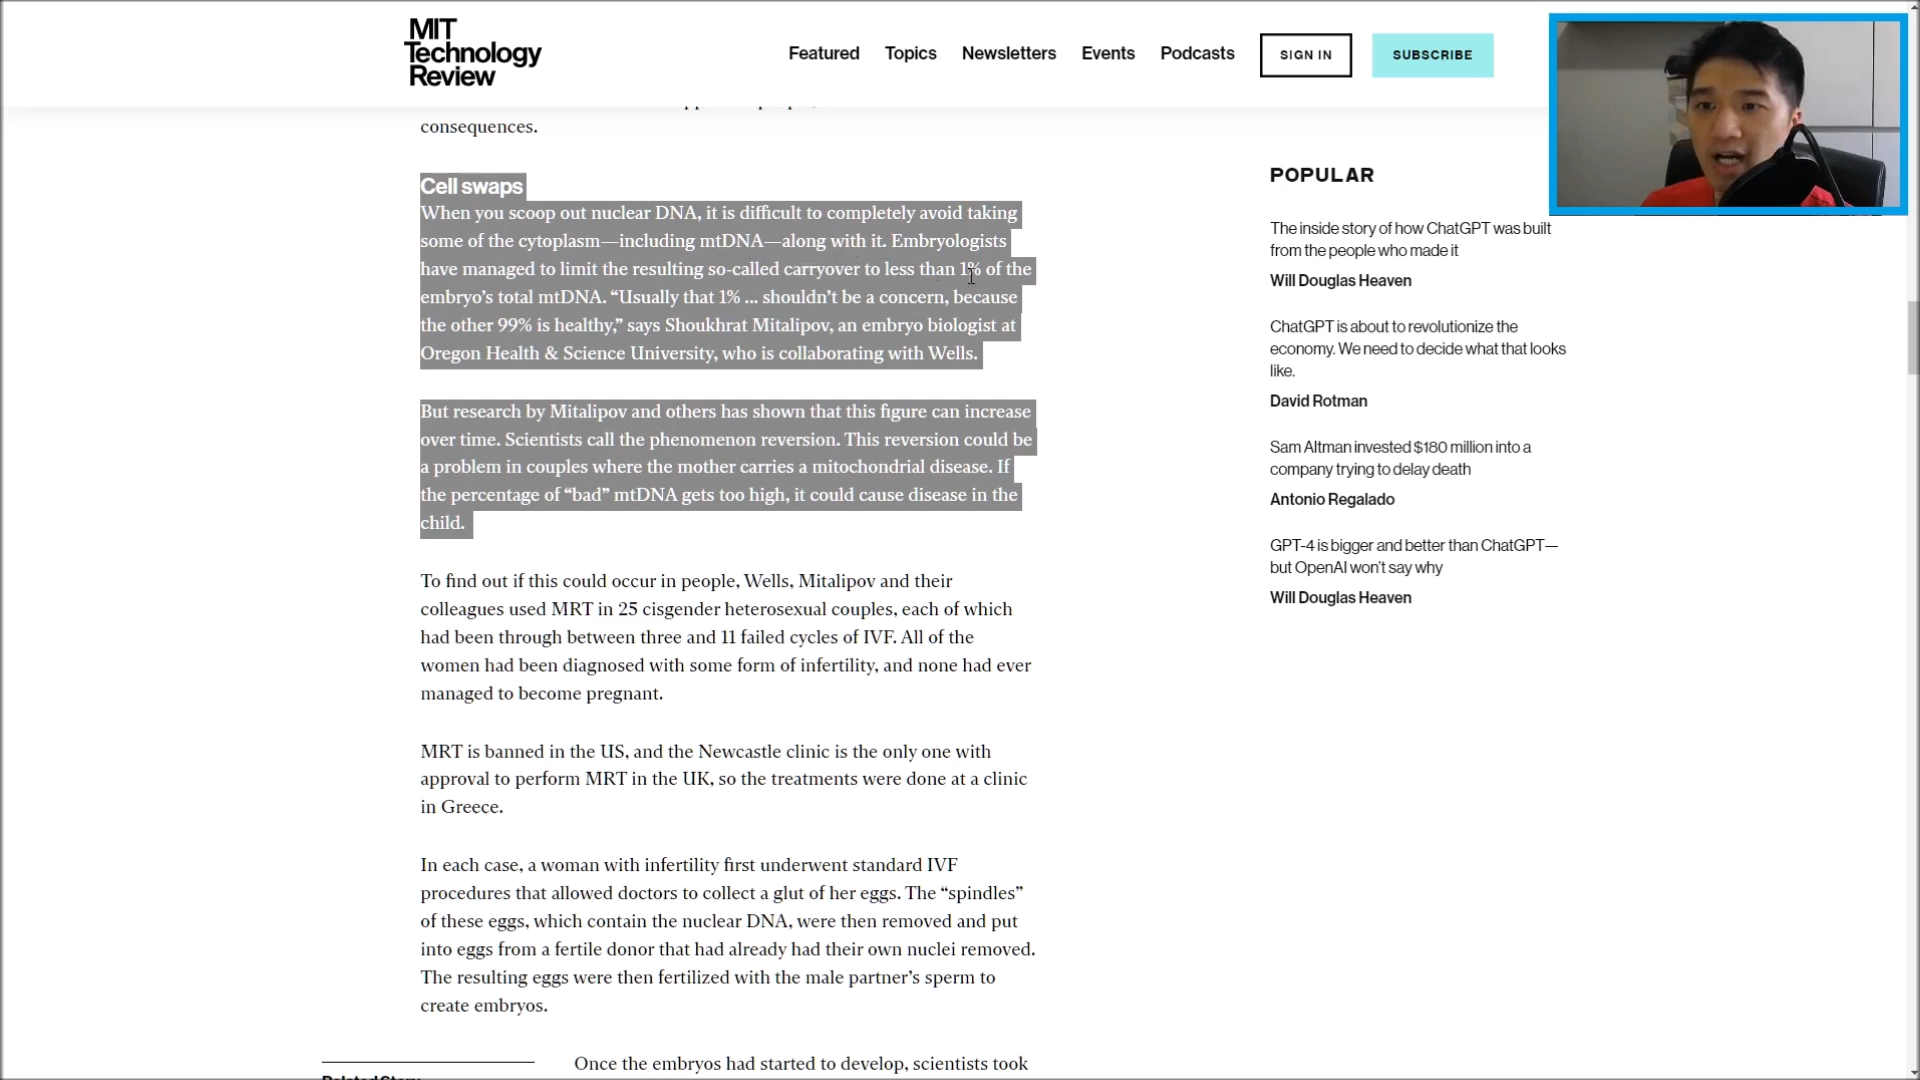 MIT
Technology
Review
Featured
Topics
Newsletters
Events
Podcasts
SIGN IN
SUBSCRIBE
consequences.
Cell swaps
When you scoop out nuclear DNA, it is difficult to completely avoid taking
some of the cytoplasm—including mtDNA—along with it. Embryologists
have managed to limit the resulting so-called carryover to less than 1% of the
embryo’s total mtDNA. “Usually that 1% ... shouldn’t be a concern, because
the other 99% is healthy,” says Shoukhrat Mitalipov, an embryo biologist at
Oregon Health & Science University, who is collaborating with Wells.
But research by Mitalipov and others has shown that this figure can increase
over time. Scientists call the phenomenon reversion. This reversion could be
a problem in couples where the mother carries a mitochondrial disease. If
the percentage of “bad” mtDNA gets too high, it could cause disease in the
child.
To find out if this could occur in people, Wells, Mitalipov and their
colleagues used MRT in 25 cisgender heterosexual couples, each of which
had been through between three and 11 failed cycles of IVF. All of the
women had been diagnosed with some form of infertility, and none had ever
managed to become pregnant.
MRT is banned in the US, and the Newcastle clinic is the only one with
approval to perform MRT in the UK, so the treatments were done at a clinic
in Greece.
In each case, a woman with infertility first underwent standard IVF
procedures that allowed doctors to collect a glut of her eggs. The “spindles”
of these eggs, which contain the nuclear DNA, were then removed and put
into eggs from a fertile donor that had already had their own nuclei removed.
The resulting eggs were then fertilized with the male partner’s sperm to
create embryos.
Once the embryos had started to develop, scientists took
Related Story
POPULAR
The inside story of how ChatGPT was built
from the people who made it
Will Douglas Heaven
ChatGPT is about to revolutionize the
economy. We need to decide what that looks
like.
David Rotman
Sam Altman invested $180 million into a
company trying to delay death
Antonio Regalado
GPT-4 is bigger and better than ChatGPT—
but OpenAI won’t say why
Will Douglas Heaven